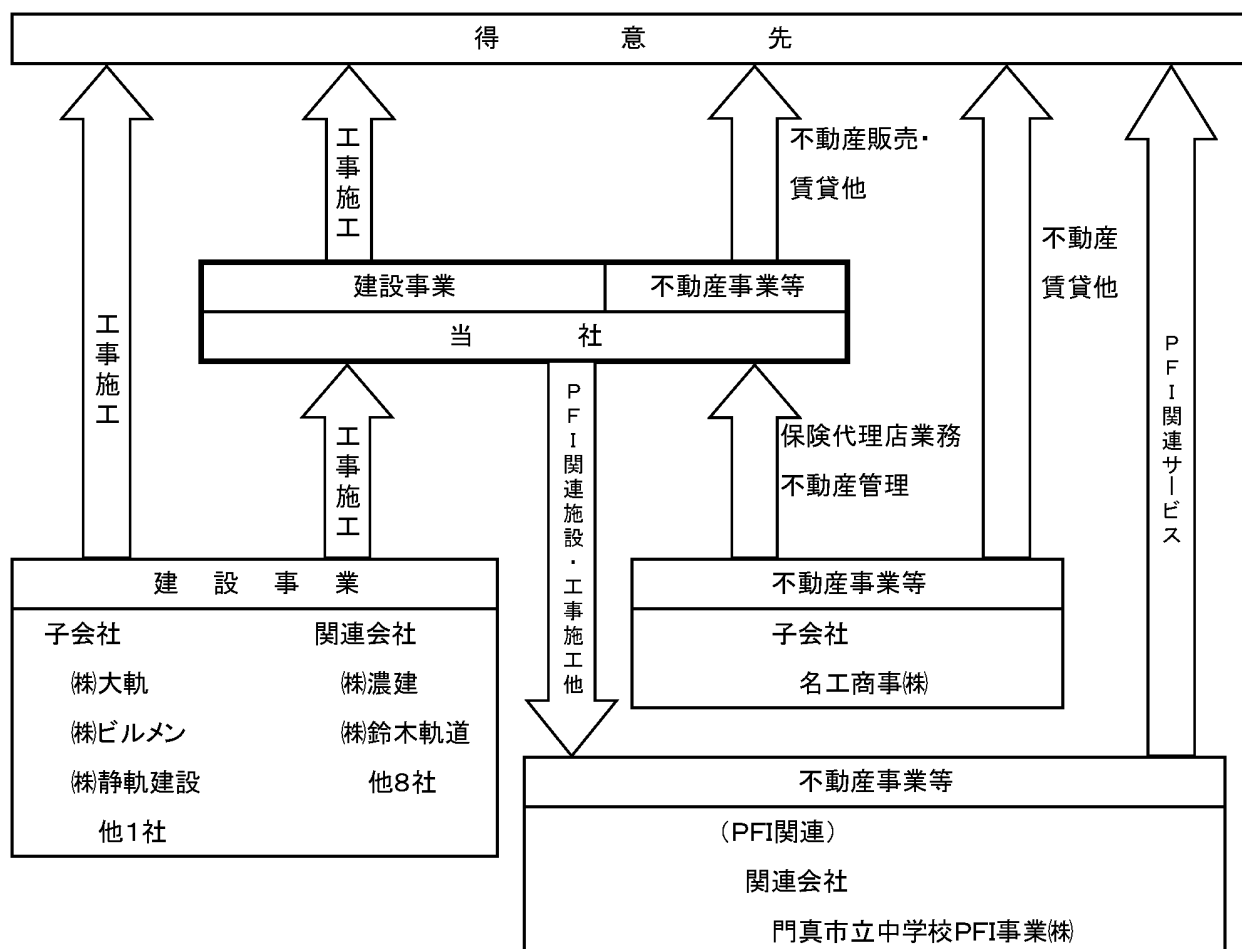 得意先
工事施工
工事施工
不動産販売・
賃貸他
不動産
賃貸他
PFI関連サービス
建設事業
不動産事業等
当社
工事施工
PFI関連施設・工事施工他
保険代理店業務
不動産管理
建設事業
子会社
㈱大軌
㈱ビルメン
㈱静軌建設
他1社
関連会社
㈱濃建
㈱鈴木軌道
他8社
不動産事業等
子会社
名工商事㈱
不動産事業等
（PFI関連）
関連会社
門真市立中学校PFI事業㈱